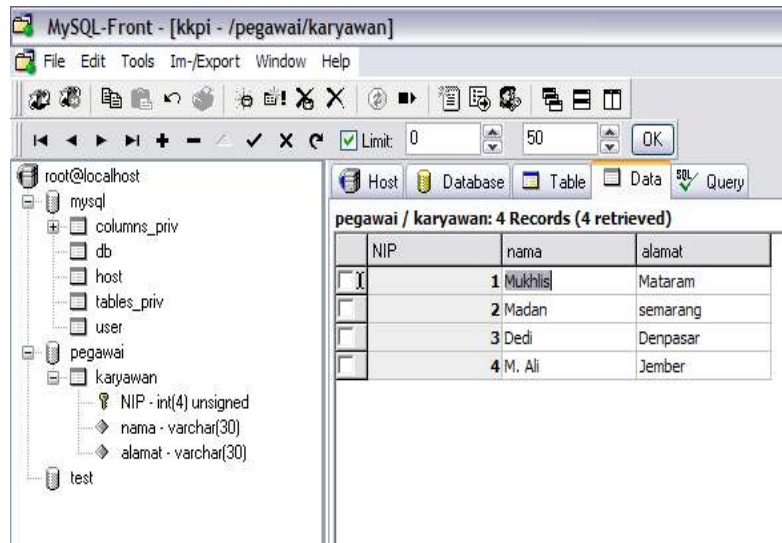 MySQL-Front - [kkpi - /pegawai/karyawan]
File Edit Tools Im-/Export Window Help
Limit: 0 50 OK
root@localhost
mysql
columns_priv
db
host
tables_priv
user
pegawai
karyawan
NIP - int(4) unsigned
nama - varchar(30)
alamat - varchar(30)
test
Host Database Table Data SQL Query
pegawai / karyawan: 4 Records (4 retrieved)
NIP nama alamat
1 Mukhlis Mataram
2 Madan semarang
3 Dedi Denpasar
4 M. Ali Jember